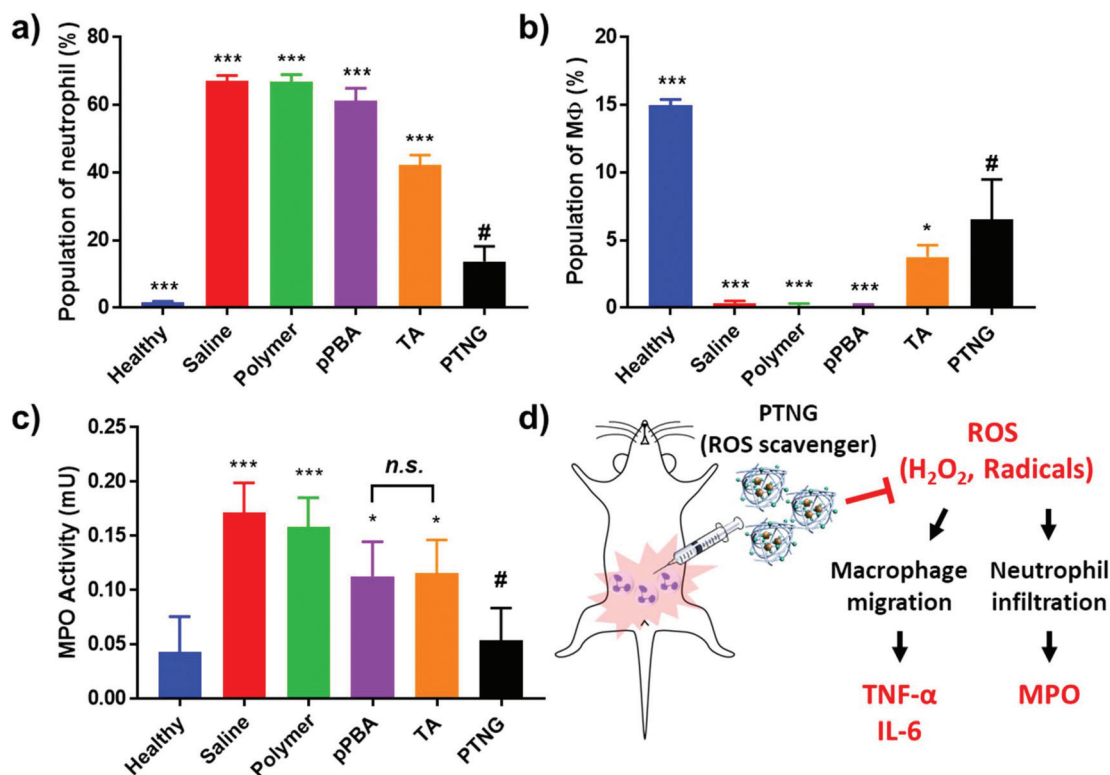 a)
Population of neutrophil (%)
80
60
40
20
0
***
***
***
***
***
#
Healthy
Saline
Polymer
pPBA
TA
PTNG
b)
Population of MΦ (%)
20
15
10
5
0
***
***
***
***
*
#
Healthy
Saline
Polymer
pPBA
TA
PTNG
c)
MPO Activity (mU)
0.25
0.20
0.15
0.10
0.05
0.00
***
***
n.s.
*
*
#
Healthy
Saline
Polymer
pPBA
TA
PTNG
d)
PTNG
(ROS scavenger)
ROS
(H₂O₂, Radicals)
Macrophage
migration
Neutrophil
infiltration
TNF-α
IL-6
MPO